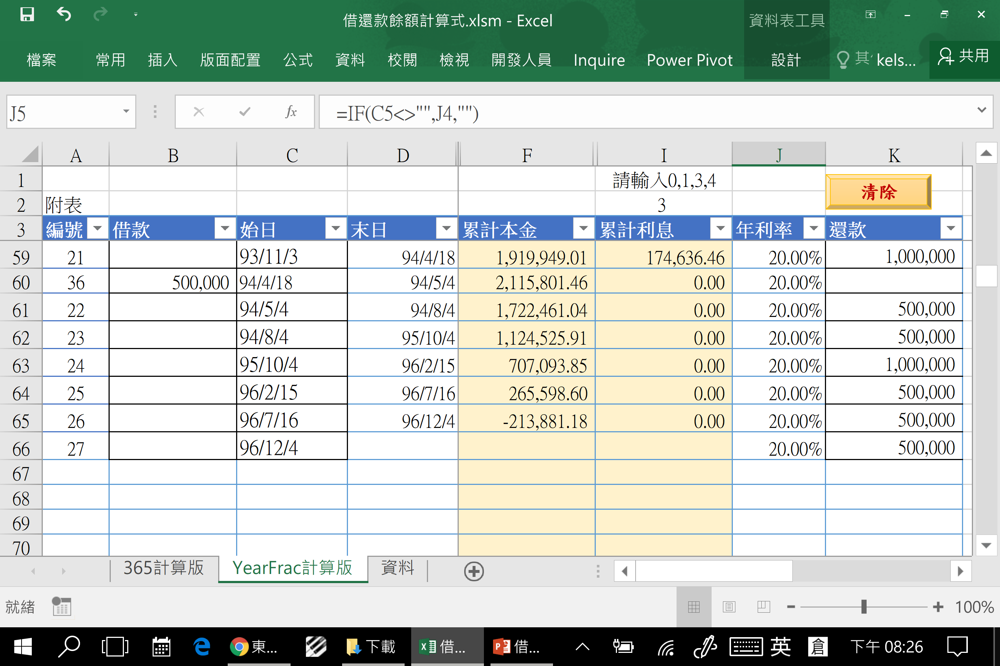 借還款餘額計算式.xlsm - Excel
資料表工具
檔案 常用 插入 版面配置 公式 資料 校閱 檢視 開發人員 Inquire Power Pivot 設計 其 kels... 共用
J5 fx =IF(C5<>"",J4,"")
A B C D F I J K
1 請輸入0,1,3,4
清除
2 附表 3
3 編號 借款 始日 末日 累計本金 累計利息 年利率 還款
59 21 93/11/3 94/4/18 1,919,949.01 174,636.46 20.00% 1,000,000
60 36 500,000 94/4/18 94/5/4 2,115,801.46 0.00 20.00%
61 22 94/5/4 94/8/4 1,722,461.04 0.00 20.00% 500,000
62 23 94/8/4 95/10/4 1,124,525.91 0.00 20.00% 500,000
63 24 95/10/4 96/2/15 707,093.85 0.00 20.00% 1,000,000
64 25 96/2/15 96/7/16 265,598.60 0.00 20.00% 500,000
65 26 96/7/16 96/12/4 -213,881.18 0.00 20.00% 500,000
66 27 96/12/4 20.00% 500,000
67
68
69
70
365計算版 YearFrac計算版 資料
就緒 100%
東... 下載 借... 借... 英 倉 下午 08:26